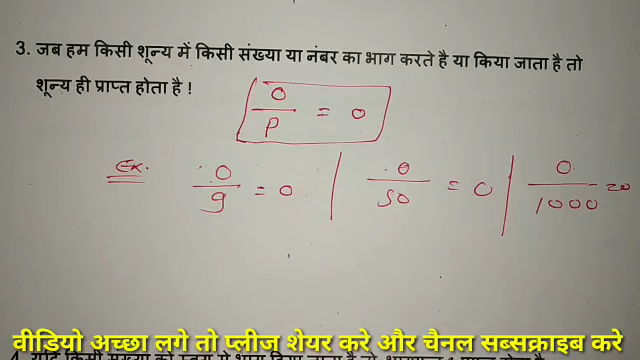 3. जब हम किसी शून्य में किसी संख्या या नंबर का भाग करते है या किया जाता है तो
शून्य ही प्राप्त होता है !
0/P = 0
Ex. 0/9 = 0 | 0/50 = 0 | 0/1000 = 0
वीडियो अच्छा लगे तो प्लीज शेयर करे और चैनल सब्सक्राइब करे